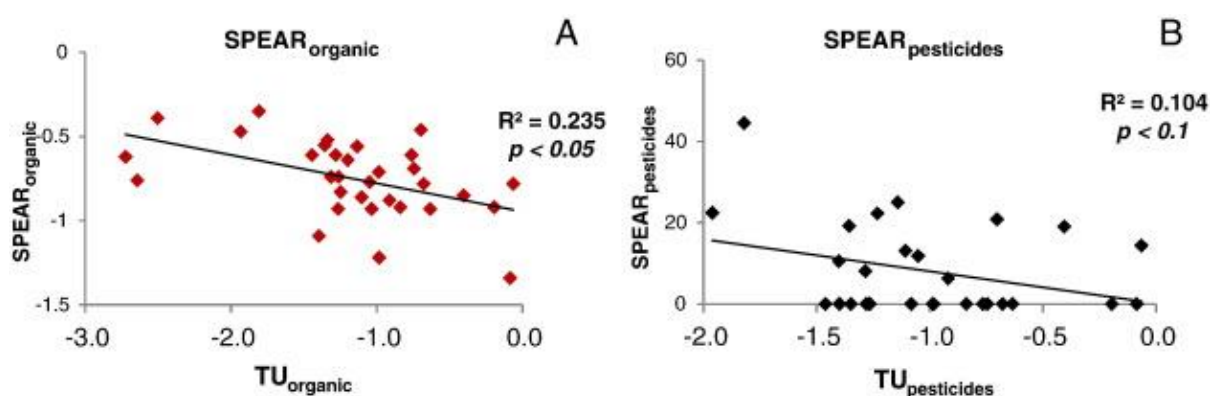 SPEARorganic
A
0
-0.5
-1
-1.5
-3.0 -2.0 -1.0 0.0
SPEARorganic
TUorganic
R² = 0.235
p < 0.05
SPEARpesticides
B
60
40
20
0
-2.0 -1.5 -1.0 -0.5 0.0
SPEARpesticides
TUpesticides
R² = 0.104
p < 0.1